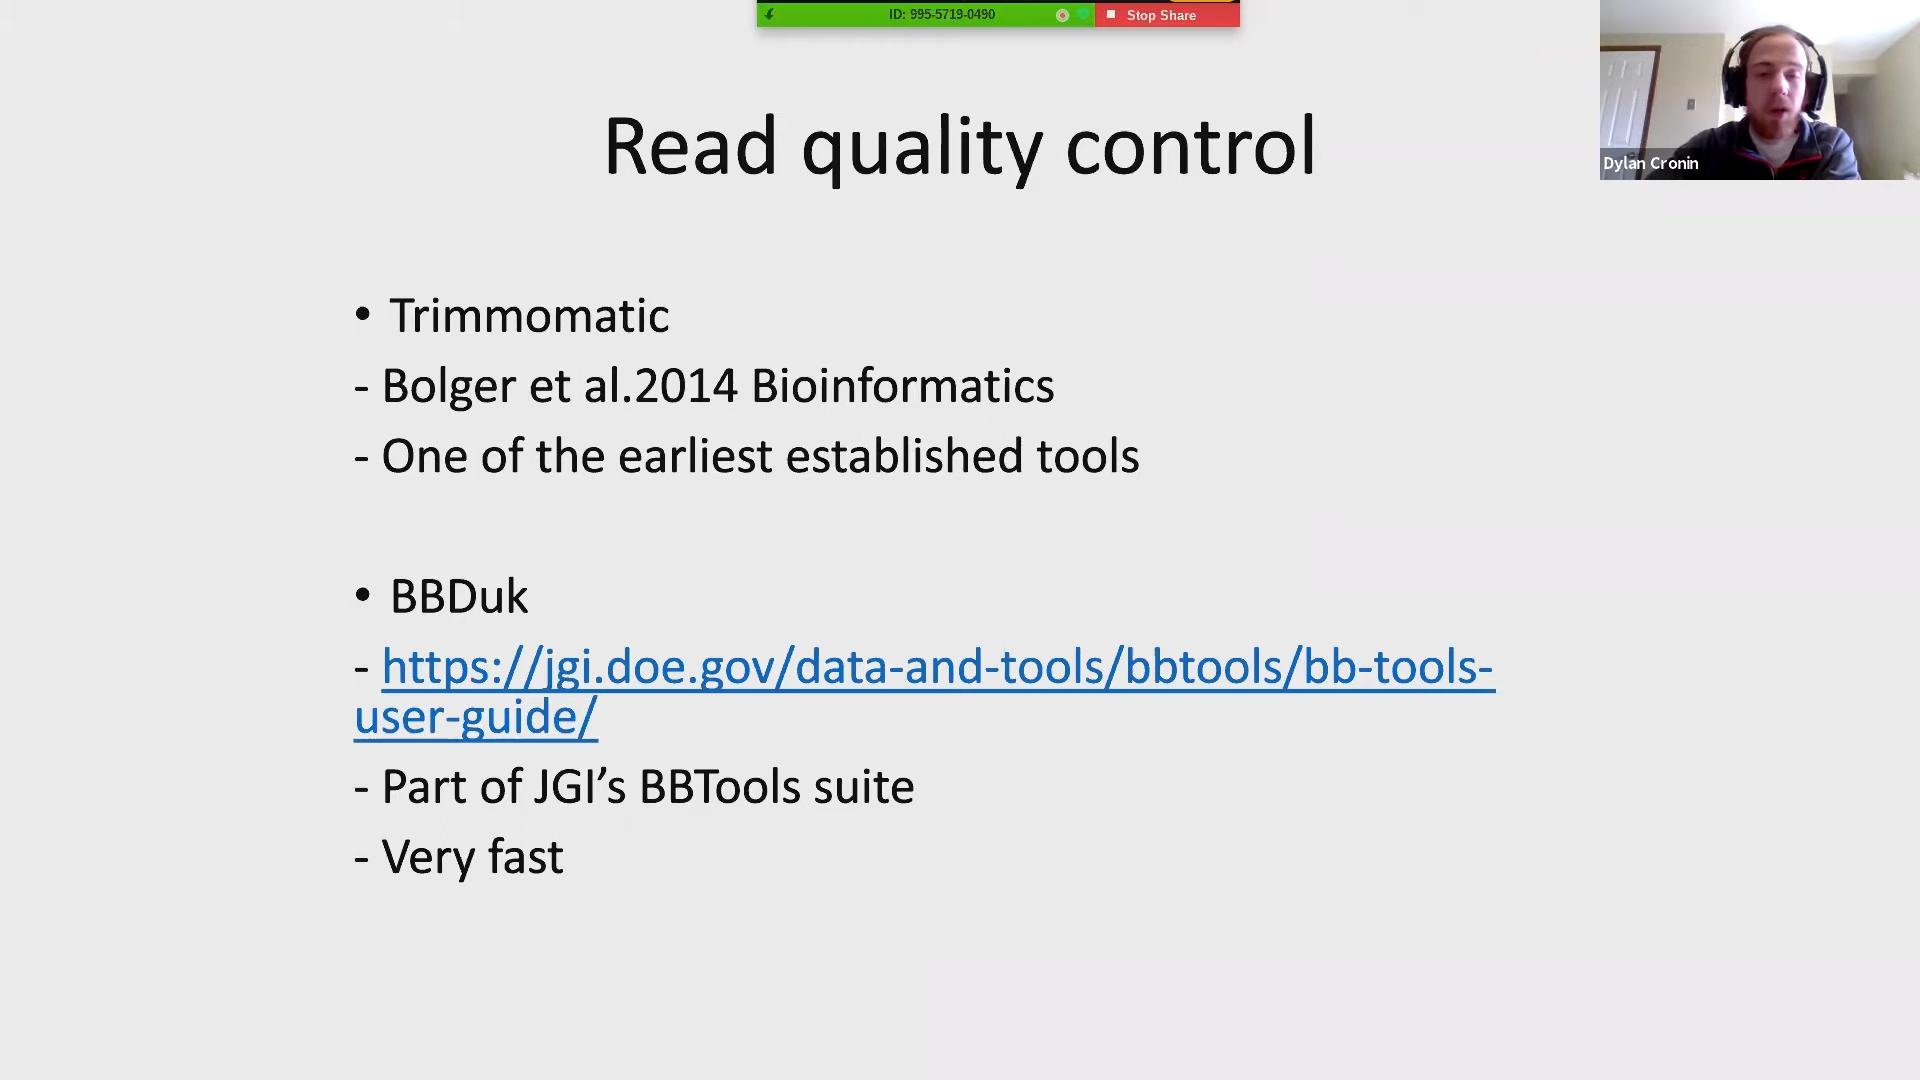 ID: 995-5719-0490
Stop Share
Dylan Cronin
Read quality control
• Trimmomatic
- Bolger et al.2014 Bioinformatics
- One of the earliest established tools
• BBDuk
- https://jgi.doe.gov/data-and-tools/bbtools/bb-tools-
user-guide/
- Part of JGI’s BBTools suite
- Very fast